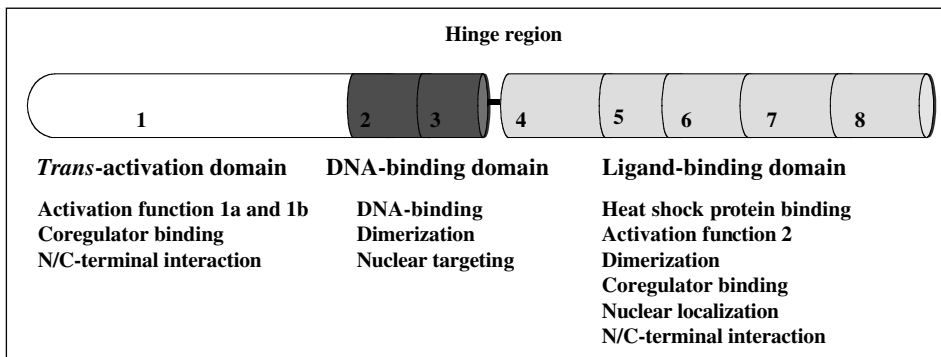 Hinge region
1 2 3 4 5 6 7 8
Trans-activation domain
Activation function 1a and 1b
Coregulator binding
N/C-terminal interaction
DNA-binding domain
DNA-binding
Dimerization
Nuclear targeting
Ligand-binding domain
Heat shock protein binding
Activation function 2
Dimerization
Coregulator binding
Nuclear localization
N/C-terminal interaction